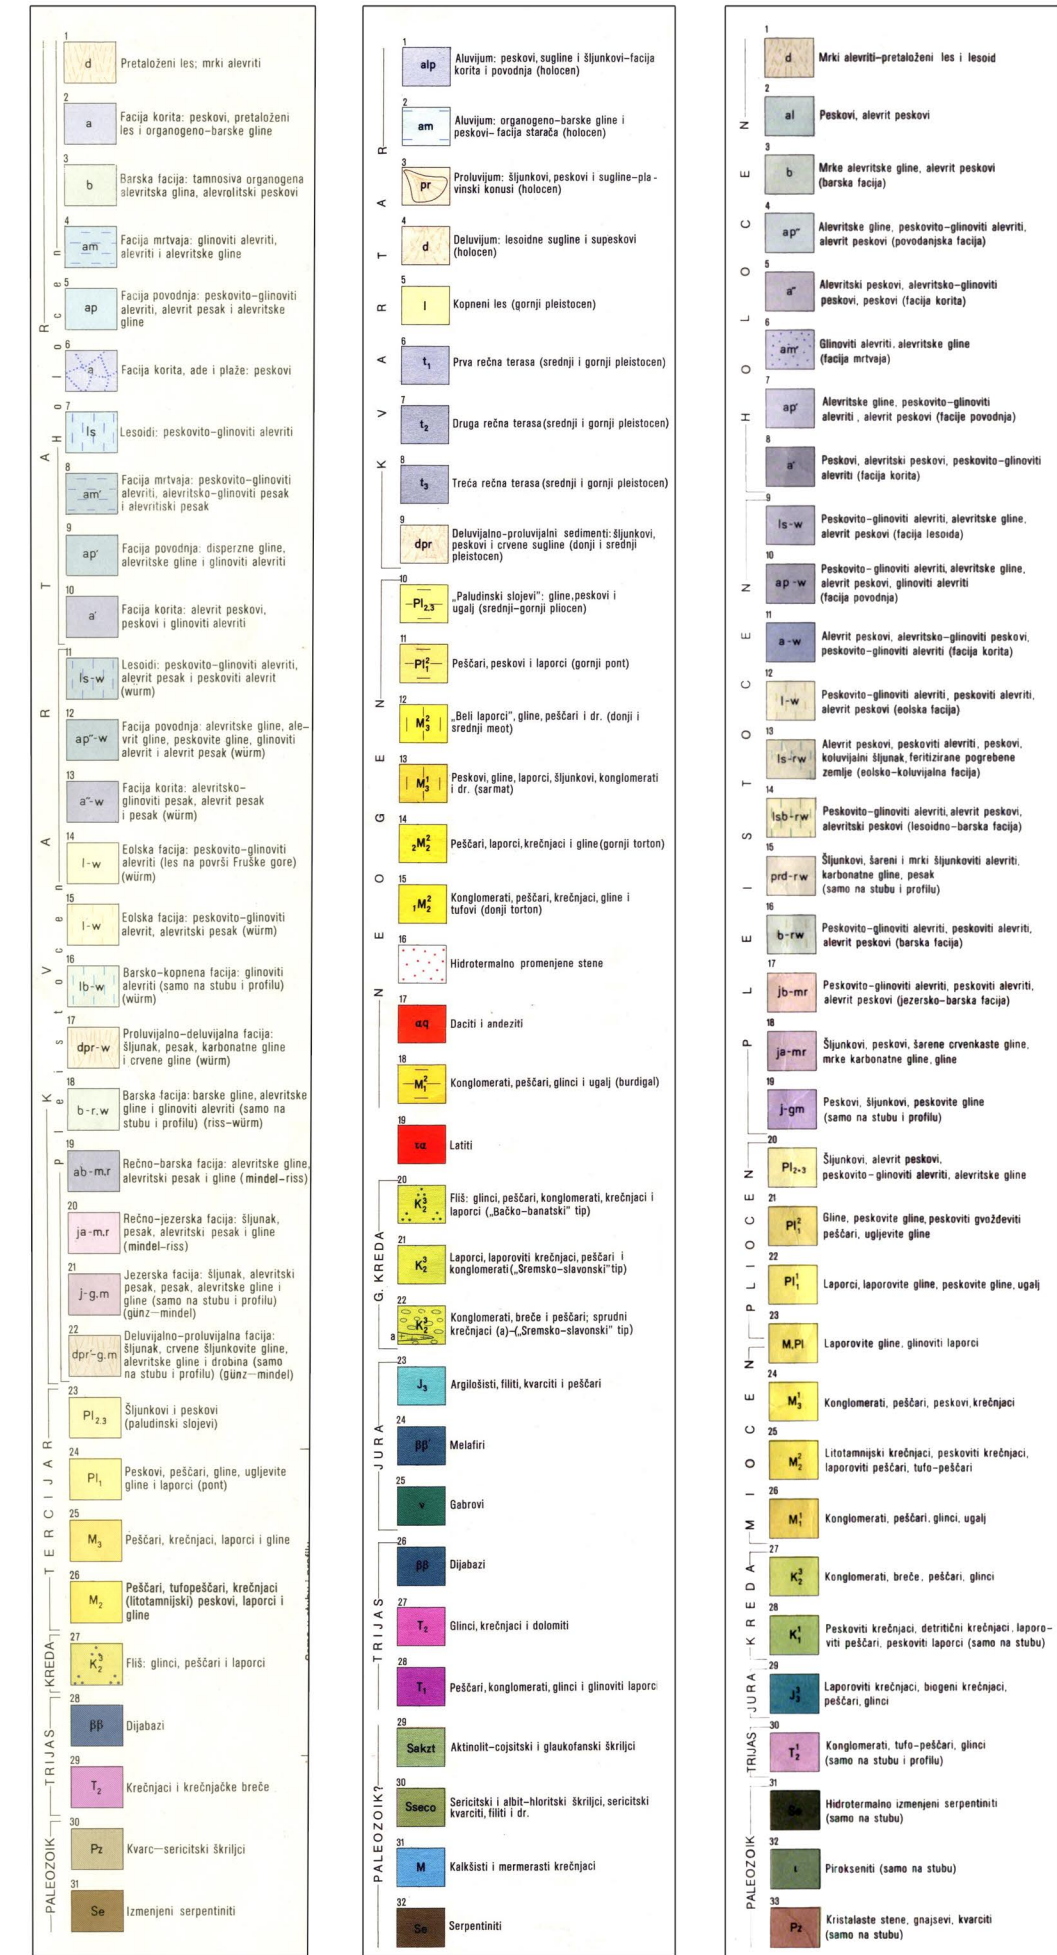 1
d
Pretaloženi les; mrki alevriti
2
a
Facija korita: peskovi, pretaloženi
les i organogeno-barske gline
3
b
Barska facija: tamnosiva organogena
alevritska glina, alevrolitski peskovi
4
am
Facija mrtvaja: glinoviti alevriti,
alevriti i alevritske gline
5
ap
Facija povodnja: peskovito-glinoviti
alevriti, alevrit pesak i alevritske
gline
6
a
Facija korita, ade i plaže: peskovi
7
ls
Lesoidi: peskovito-glinoviti alevriti
8
am'
Facija mrtvaja: peskovito-glinoviti
alevriti, alevritsko-glinoviti pesak
i alevritiski pesak
9
ap'
Facija povodnja: disperzne gline,
alevritske gline i glinoviti alevriti
10
a'
Facija korita: alevrit peskovi,
peskovi i glinoviti alevriti
11
ls-w
Lesoidi: peskovito-glinoviti alevriti,
alevrit pesak i peskoviti alevrit
(würm)
12
ap''-w
Facija povodnja: alevritske gline, ale-
vrit gline, peskovite gline, glinoviti
alevrit i alevrit pesak (würm)
13
a''-w
Facija korita: alevritsko-
glinoviti pesak, alevrit pesak
i pesak (würm)
14
l-w
Eolska facija: peskovito-glinoviti
alevriti (les na površi Fruške gore)
(würm)
15
l-w
Eolska facija: peskovito-glinoviti
alevrit, alevritski pesak (würm)
16
lb-w
Barsko-kopnena facija: glinoviti
alevriti (samo na stubu i profilu)
(würm)
17
dpr-w
Proluvijalno-deluvijalna facija:
šljunak, pesak, karbonatne gline
i crvene gline (würm)
18
b-r,w
Barska facija: barske gline, alevritske
gline i glinoviti alevriti (samo na
stubu i profilu) (riss-würm)
19
ab-m,r
Rečno-barska facija: alevritske gline,
alevritski pesak i gline (mindel-riss)
20
ja-m,r
Rečno-jezerska facija: šljunak,
pesak, alevritski pesak i gline
(mindel-riss)
21
j-g,m
Jezerska facija: šljunak, alevritski
pesak, pesak, alevritske gline i
gline (samo na stubu i profilu)
(günz-mindel)
22
dpr'-g,m
Deluvijalno-proluvijalna facija:
šljunak, crvene šljunkovite gline,
alevritske gline i drobina (samo
na stubu i profilu) (günz-mindel)
23
Pl2,3
Šljunkovi i peskovi
(paludinski slojevi)
24
Pl1
Peskovi, peščari, gline, ugljevite
gline i laporci (pont)
25
M3
Peščari, krečnjaci, laporci i gline
26
M2
Peščari, tufopeščari, krečnjaci
(litotamnijski) peskovi, laporci i
gline
27
K2³
Fliš: glinci, peščari i laporci
28
ββ
Dijabazi
29
T2
Krečnjaci i krečnjačke breče
30
Pz
Kvarc-sericitski škriljci
31
Se
Izmenjeni serpentiniti
KVARTAR
Holocen
Pleistocen
TERCIJAR
KREDA
TRIJAS
PALEOZOIK
1
alp
Aluvijum: peskovi, sugline i šljunkovi-facija
korita i povodnja (holocen)
2
am
Aluvijum: organogeno-barske gline i
peskovi-facija starača (holocen)
3
pr
Proluvijum: šljunkovi, peskovi i sugline-pla-
vinski konusi (holocen)
4
d
Deluvijum: lesoidne sugline i supeskovi
(holocen)
5
l
Kopneni les (gornji pleistocen)
6
t1
Prva rečna terasa (srednji i gornji pleistocen)
7
t2
Druga rečna terasa (srednji i gornji pleistocen)
8
t3
Treća rečna terasa (srednji i gornji pleistocen)
9
dpr
Deluvijalno-proluvijalni sedimenti: šljunkovi,
peskovi i crvene sugline (donji i srednji
pleistocen)
10
Pl2,3
„Paludinski slojevi": gline, peskovi i
ugalj (srednji-gornji pliocen)
11
Pl1²
Peščari, peskovi i laporci (gornji pont)
12
M3²
„Beli laporci", gline, peščari i dr. (donji i
srednji meot)
13
M3¹
Peskovi, gline, laporci, šljunkovi, konglomerati
i dr. (sarmat)
14
2M2²
Peščari, laporci, krečnjaci i gline (gornji torton)
15
1M2²
Konglomerati, peščari, krečnjaci, gline i
tufovi (donji torton)
16
Hidrotermalno promenjene stene
17
αq
Daciti i andeziti
18
M1²
Konglomerati, peščari, glinci i ugalj (burdigal)
19
τα
Latiti
20
K2³
Fliš: glinci, peščari, konglomerati, krečnjaci i
laporci („Bačko-banatski" tip)
21
K2³
Laporci, laporoviti krečnjaci, peščari i
konglomerati („Sremsko-slavonski" tip)
22
K2³
a
Konglomerati, breče i peščari; sprudni
krečnjaci (a)-(„Sremsko-slavonski" tip)
23
J3
Argilošisti, filiti, kvarciti i peščari
24
ββ'
Melafiri
25
ν
Gabrovi
26
ββ
Dijabazi
27
T2
Glinci, krečnjaci i dolomiti
28
T1
Peščari, konglomerati, glinci i glinoviti laporci
29
Sakzt
Aktinolit-cojsitski i glaukofanski škriljci
30
Sseco
Sericitski i albit-hloritski škriljci, sericitski
kvarciti, filiti i dr.
31
M
Kalkšisti i mermerasti krečnjaci
32
Se
Serpentiniti
KVARTAR
NEOGEN
G. KREDA
JURA
TRIJAS
PALEOZOIK?
1
d
Mrki alevriti-pretaloženi les i lesoid
2
al
Peskovi, alevrit peskovi
3
b
Mrke alevritske gline, alevrit peskovi
(barska facija)
4
ap''
Alevritske gline, peskovito-glinoviti alevriti,
alevrit peskovi (povodanjska facija)
5
a''
Alevritski peskovi, alevritsko-glinoviti
peskovi, peskovi (facija korita)
6
am'
Glinoviti alevriti, alevritske gline
(facija mrtvaja)
7
ap'
Alevritske gline, peskovito-glinoviti
alevriti , alevrit peskovi (facije povodnja)
8
a'
Peskovi, alevritski peskovi, peskovito-glinoviti
alevriti (facija korita)
9
ls-w
Peskovito-glinoviti alevriti, alevritske gline,
alevrit peskovi (facija lesoida)
10
ap-w
Peskovito-glinoviti alevriti, alevritske gline,
alevrit peskovi, glinoviti alevriti
(facija povodnja)
11
a-w
Alevrit peskovi, alevritsko-glinoviti peskovi,
peskovito-glinoviti alevriti (facija korita)
12
l-w
Peskovito-glinoviti alevriti, peskoviti alevriti,
alevrit peskovi (eolska facija)
13
ls-rw
Alevrit peskovi, peskoviti alevriti, peskovi,
koluvijalni šljunak, feritizirane pogrebene
zemlje (eolsko-koluvijalna facija)
14
lsb-rw
Peskovito-glinoviti alevriti, alevrit peskovi,
alevritski peskovi (lesoidno-barska facija)
15
prd-rw
Šljunkovi, šareni i mrki šljunkoviti alevriti,
karbonatne gline, pesak
(samo na stubu i profilu)
16
b-rw
Peskovito-glinoviti alevriti, peskoviti alevriti,
alevrit peskovi (barska facija)
17
jb-mr
Peskovito-glinoviti alevriti, peskoviti alevriti,
alevrit peskovi (jezersko-barska facija)
18
ja-mr
Šljunkovi, peskovi, šarene crvenkaste gline,
mrke karbonatne gline, gline
19
j-gm
Peskovi, šljunkovi, peskovite gline
(samo na stubu i profilu)
20
Pl2+3
Šljunkovi, alevrit peskovi,
peskovito-glinoviti alevriti, alevritske gline
21
Pl1²
Gline, peskovite gline, peskoviti gvožđeviti
peščari, ugljevite gline
22
Pl1¹
Laporci, laporovite gline, peskovite gline, ugalj
23
M,Pl
Laporovite gline, glinoviti laporci
24
M3¹
Konglomerati, peščari, peskovi, krečnjaci
25
M2²
Litotamnijski krečnjaci, peskoviti krečnjaci,
laporoviti peščari, tufo-peščari
26
M1¹
Konglomerati, peščari, glinci, ugalj
27
K2³
Konglomerati, breče, peščari, glinci
28
K1¹
Peskoviti krečnjaci, detritični krečnjaci, laporo-
viti peščari, peskoviti laporci (samo na stubu)
29
J3³
Laporoviti krečnjaci, biogeni krečnjaci,
peščari, glinci
30
T2¹
Konglomerati, tufo-peščari, glinci
(samo na stubu i profilu)
31
Se
Hidrotermalno izmenjeni serpentiniti
(samo na stubu)
32
ι
Pirokseniti (samo na stubu)
33
Pz
Kristalaste stene, gnajsevi, kvarciti
(samo na stubu)
HOLOCEN
PLEISTOCEN
PLIOCEN
MIOCEN
KREDA
JURA
TRIJAS
PALEOZOIK